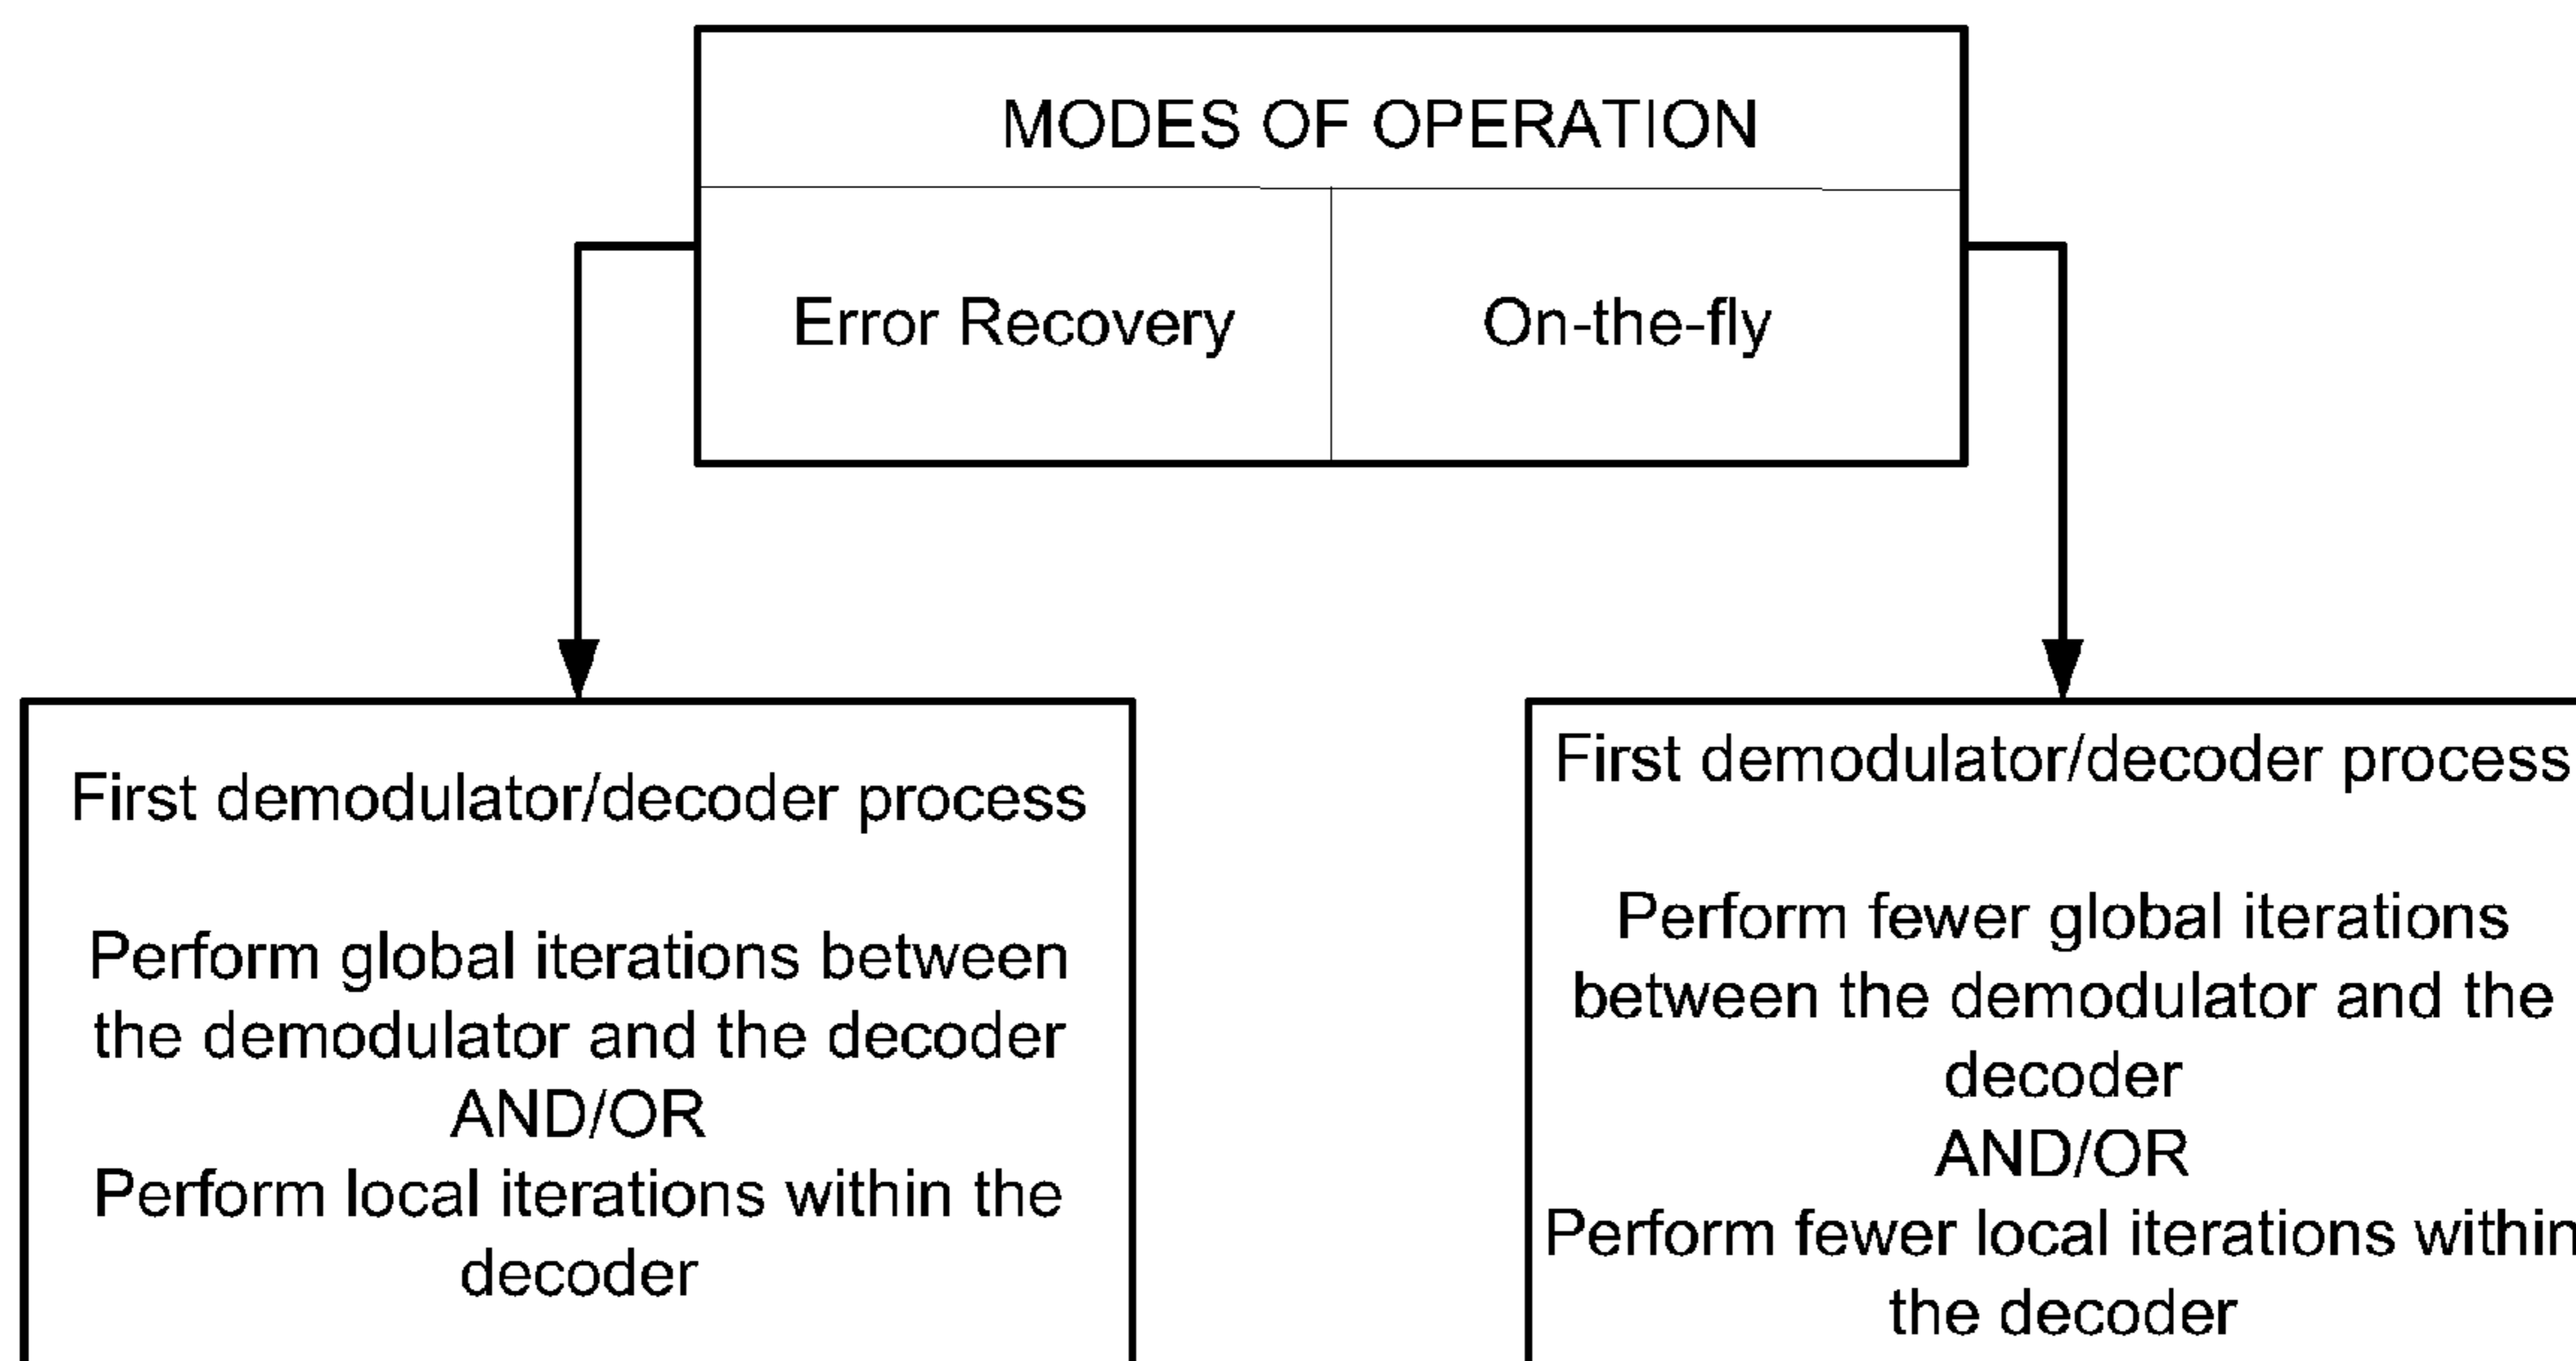 MODES OF OPERATION
Error Recovery
On-the-fly
First demodulator/decoder process
Perform global iterations between
the demodulator and the decoder
AND/OR
Perform local iterations within the
decoder
First demodulator/decoder process
Perform fewer global iterations
between the demodulator and the
decoder
AND/OR
Perform fewer local iterations within
the decoder